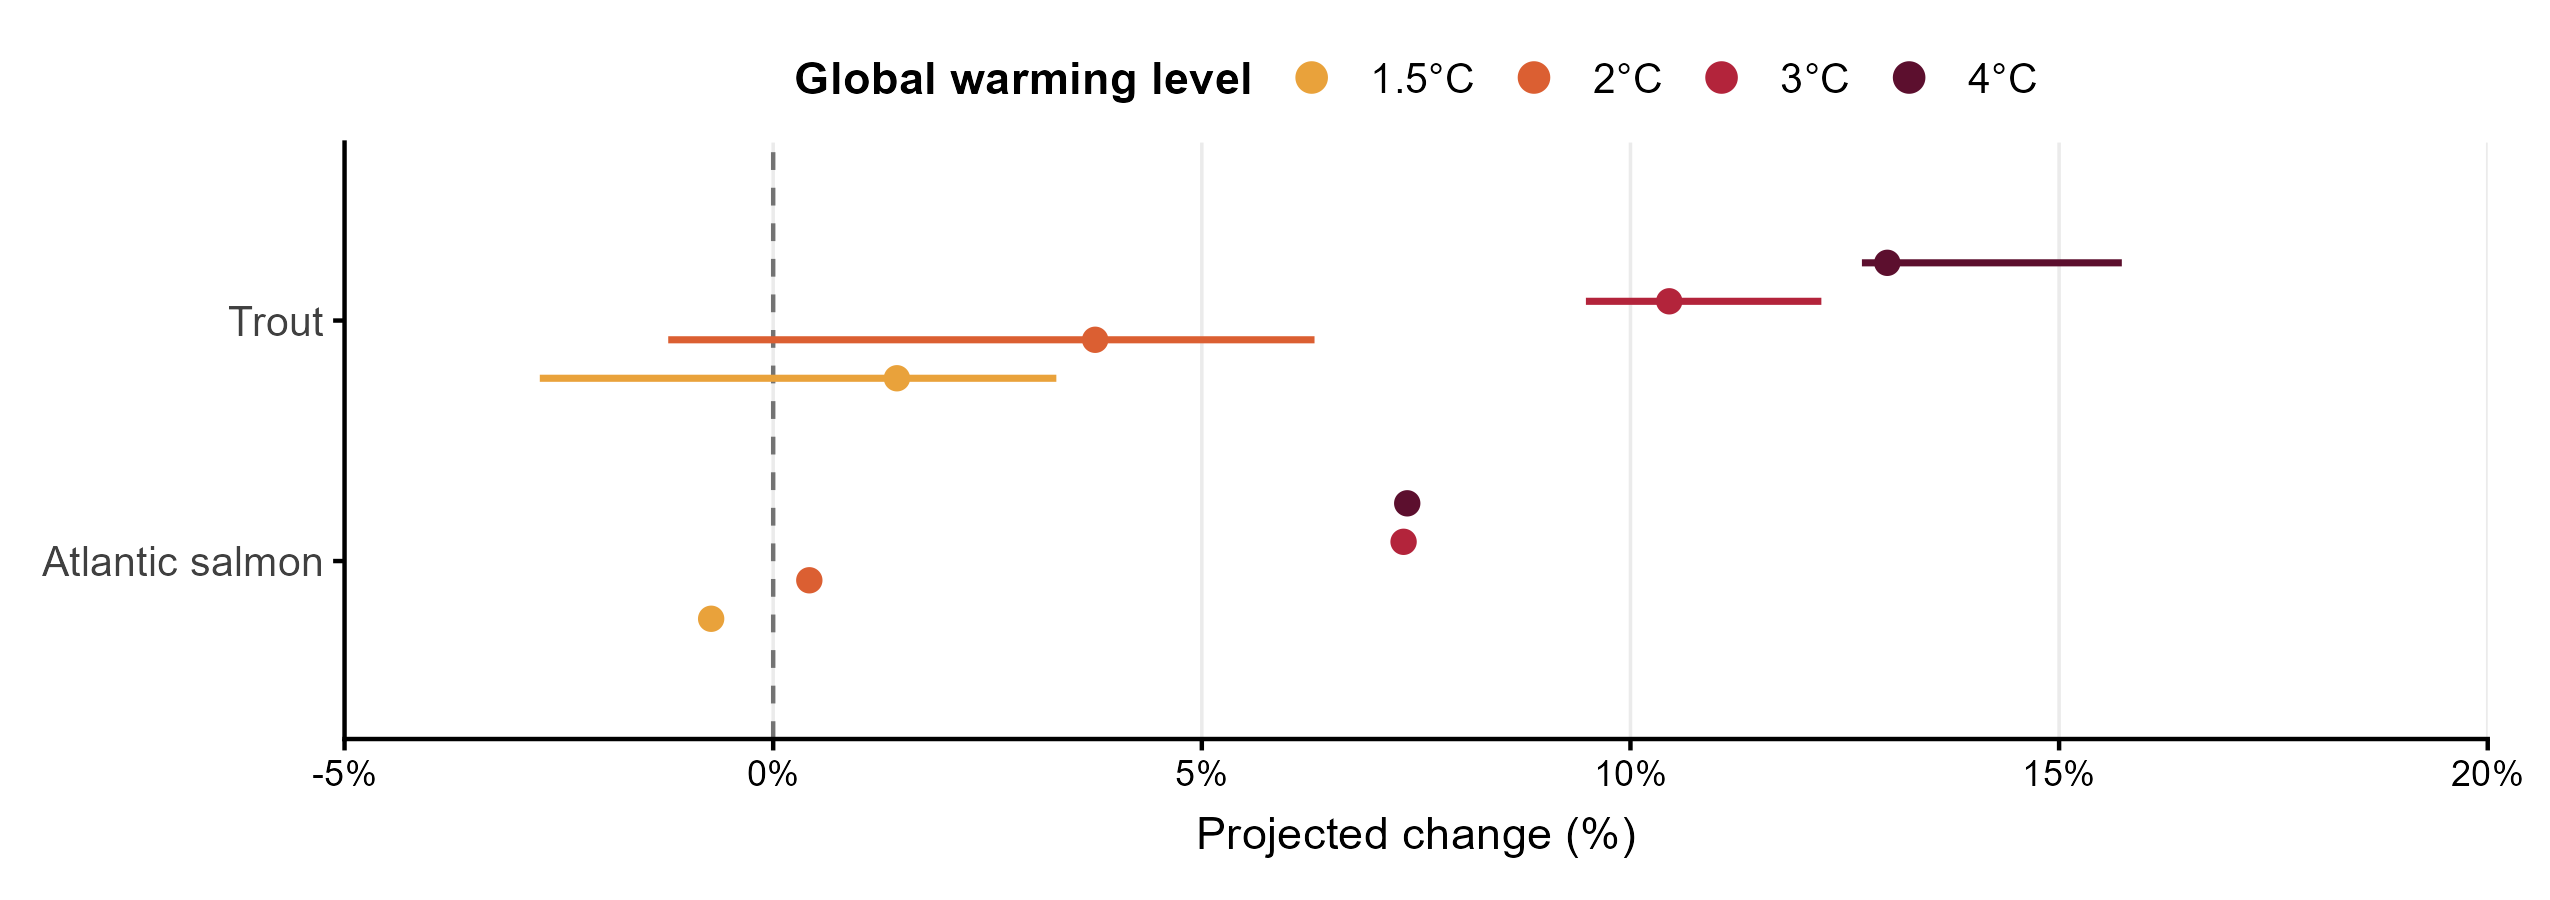 Global warming level 1.5°C 2°C 3°C 4°C
Trout
Atlantic salmon
-5% 0% 5% 10% 15% 20%
Projected change (%)